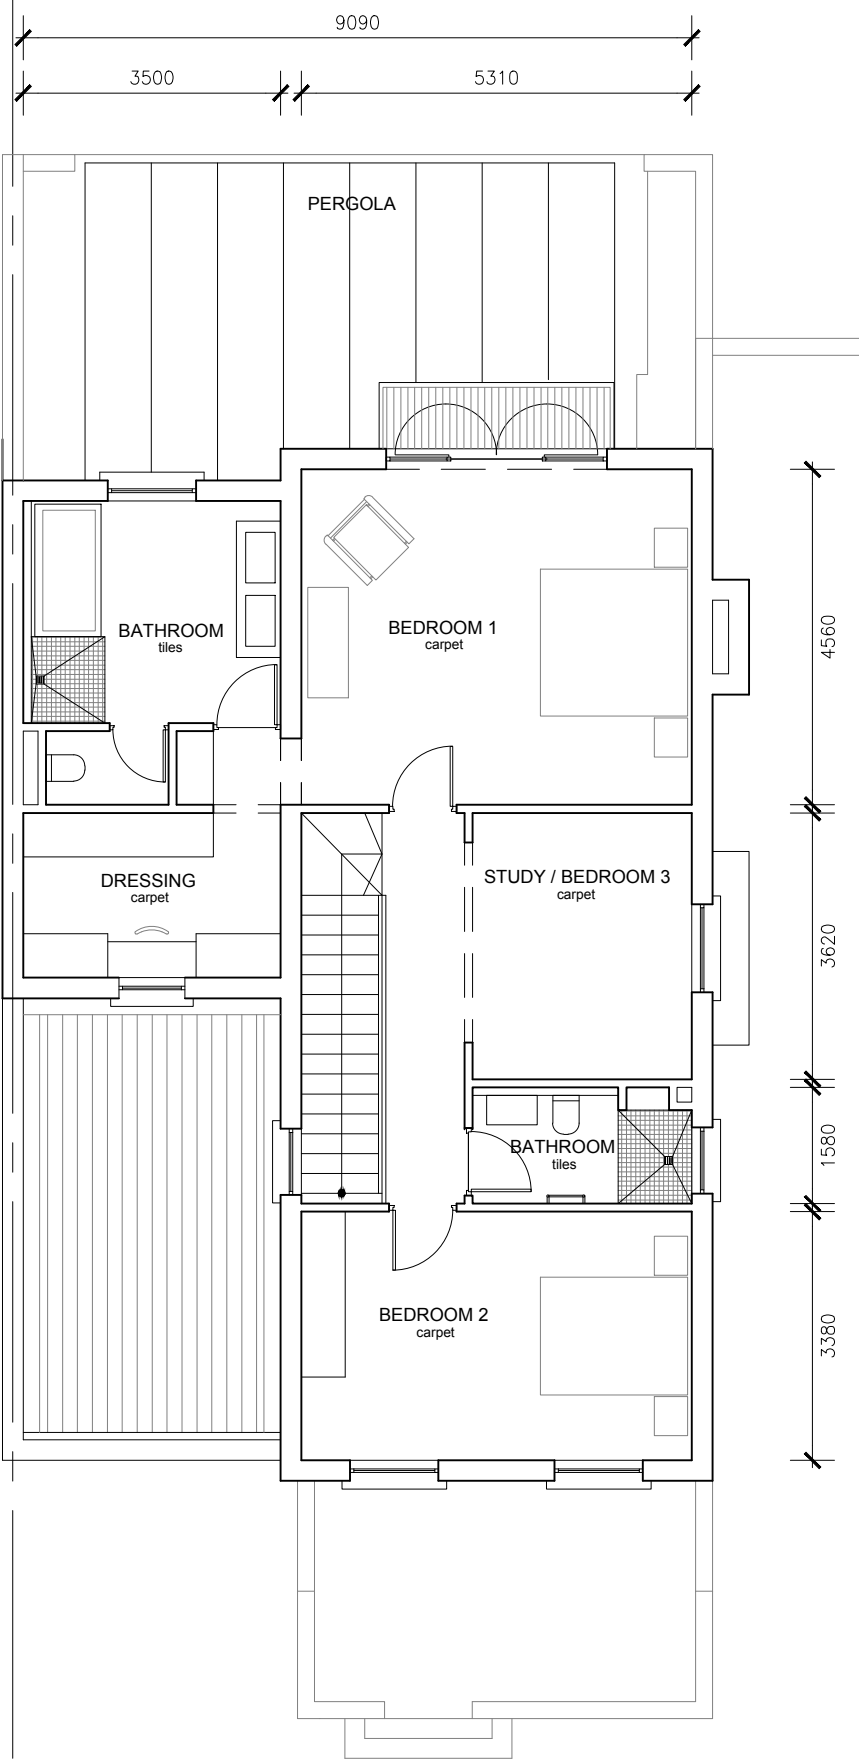 9090
3500
5310
PERGOLA
BATHROOM
tiles
BEDROOM 1
carpet
4560
DRESSING
carpet
STUDY / BEDROOM 3
carpet
3620
BATHROOM
tiles
1580
BEDROOM 2
carpet
3380